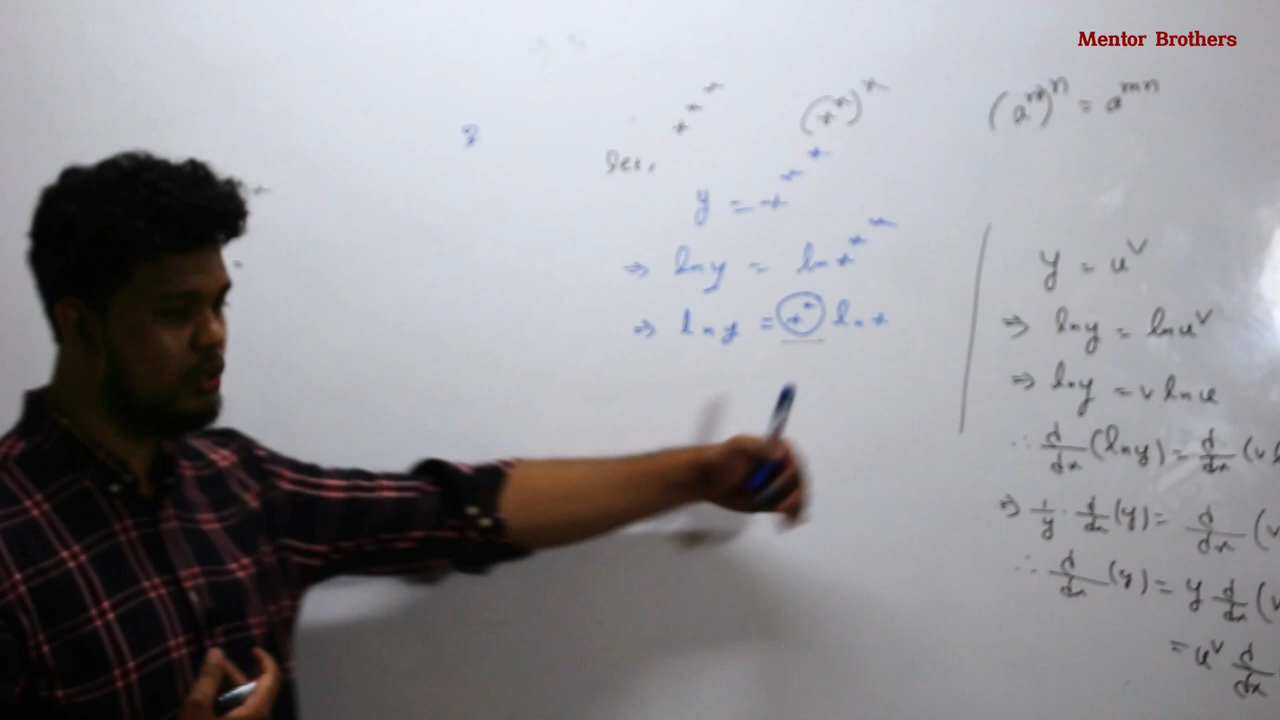 Mentor Brothers
x^{x^x} (x^x)^x (a^m)^n = a^{mn}
let,
y = x^{x^x}
⇒ ln y = ln x^{x^x}
⇒ ln y = x^x ln x
y = u^v
⇒ ln y = ln u^v
⇒ ln y = v ln u
∴ d/dx (ln y) = d/dx (v
⇒ 1/y · d/dx (y) = d/dx (v
∴ d/dx (y) = y d/dx (v
= u^v d/dx